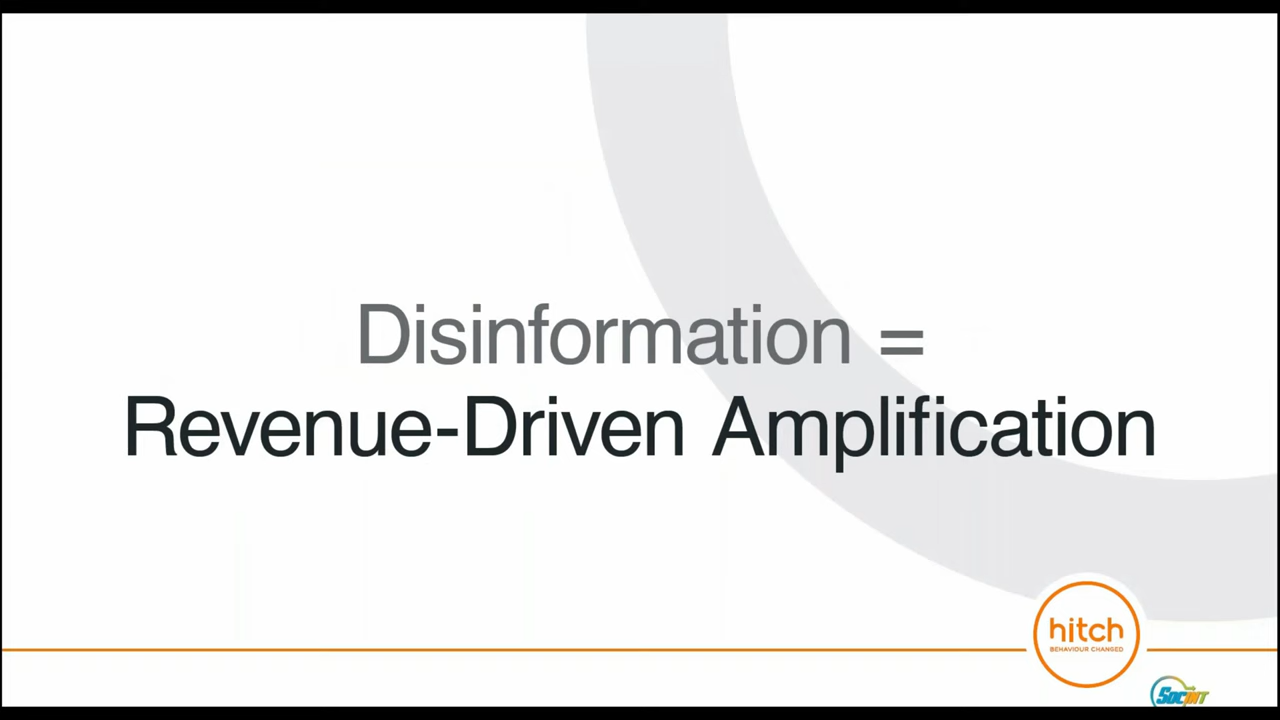 Disinformation =
Revenue-Driven Amplification
hitch
BEHAVIOUR CHANGED